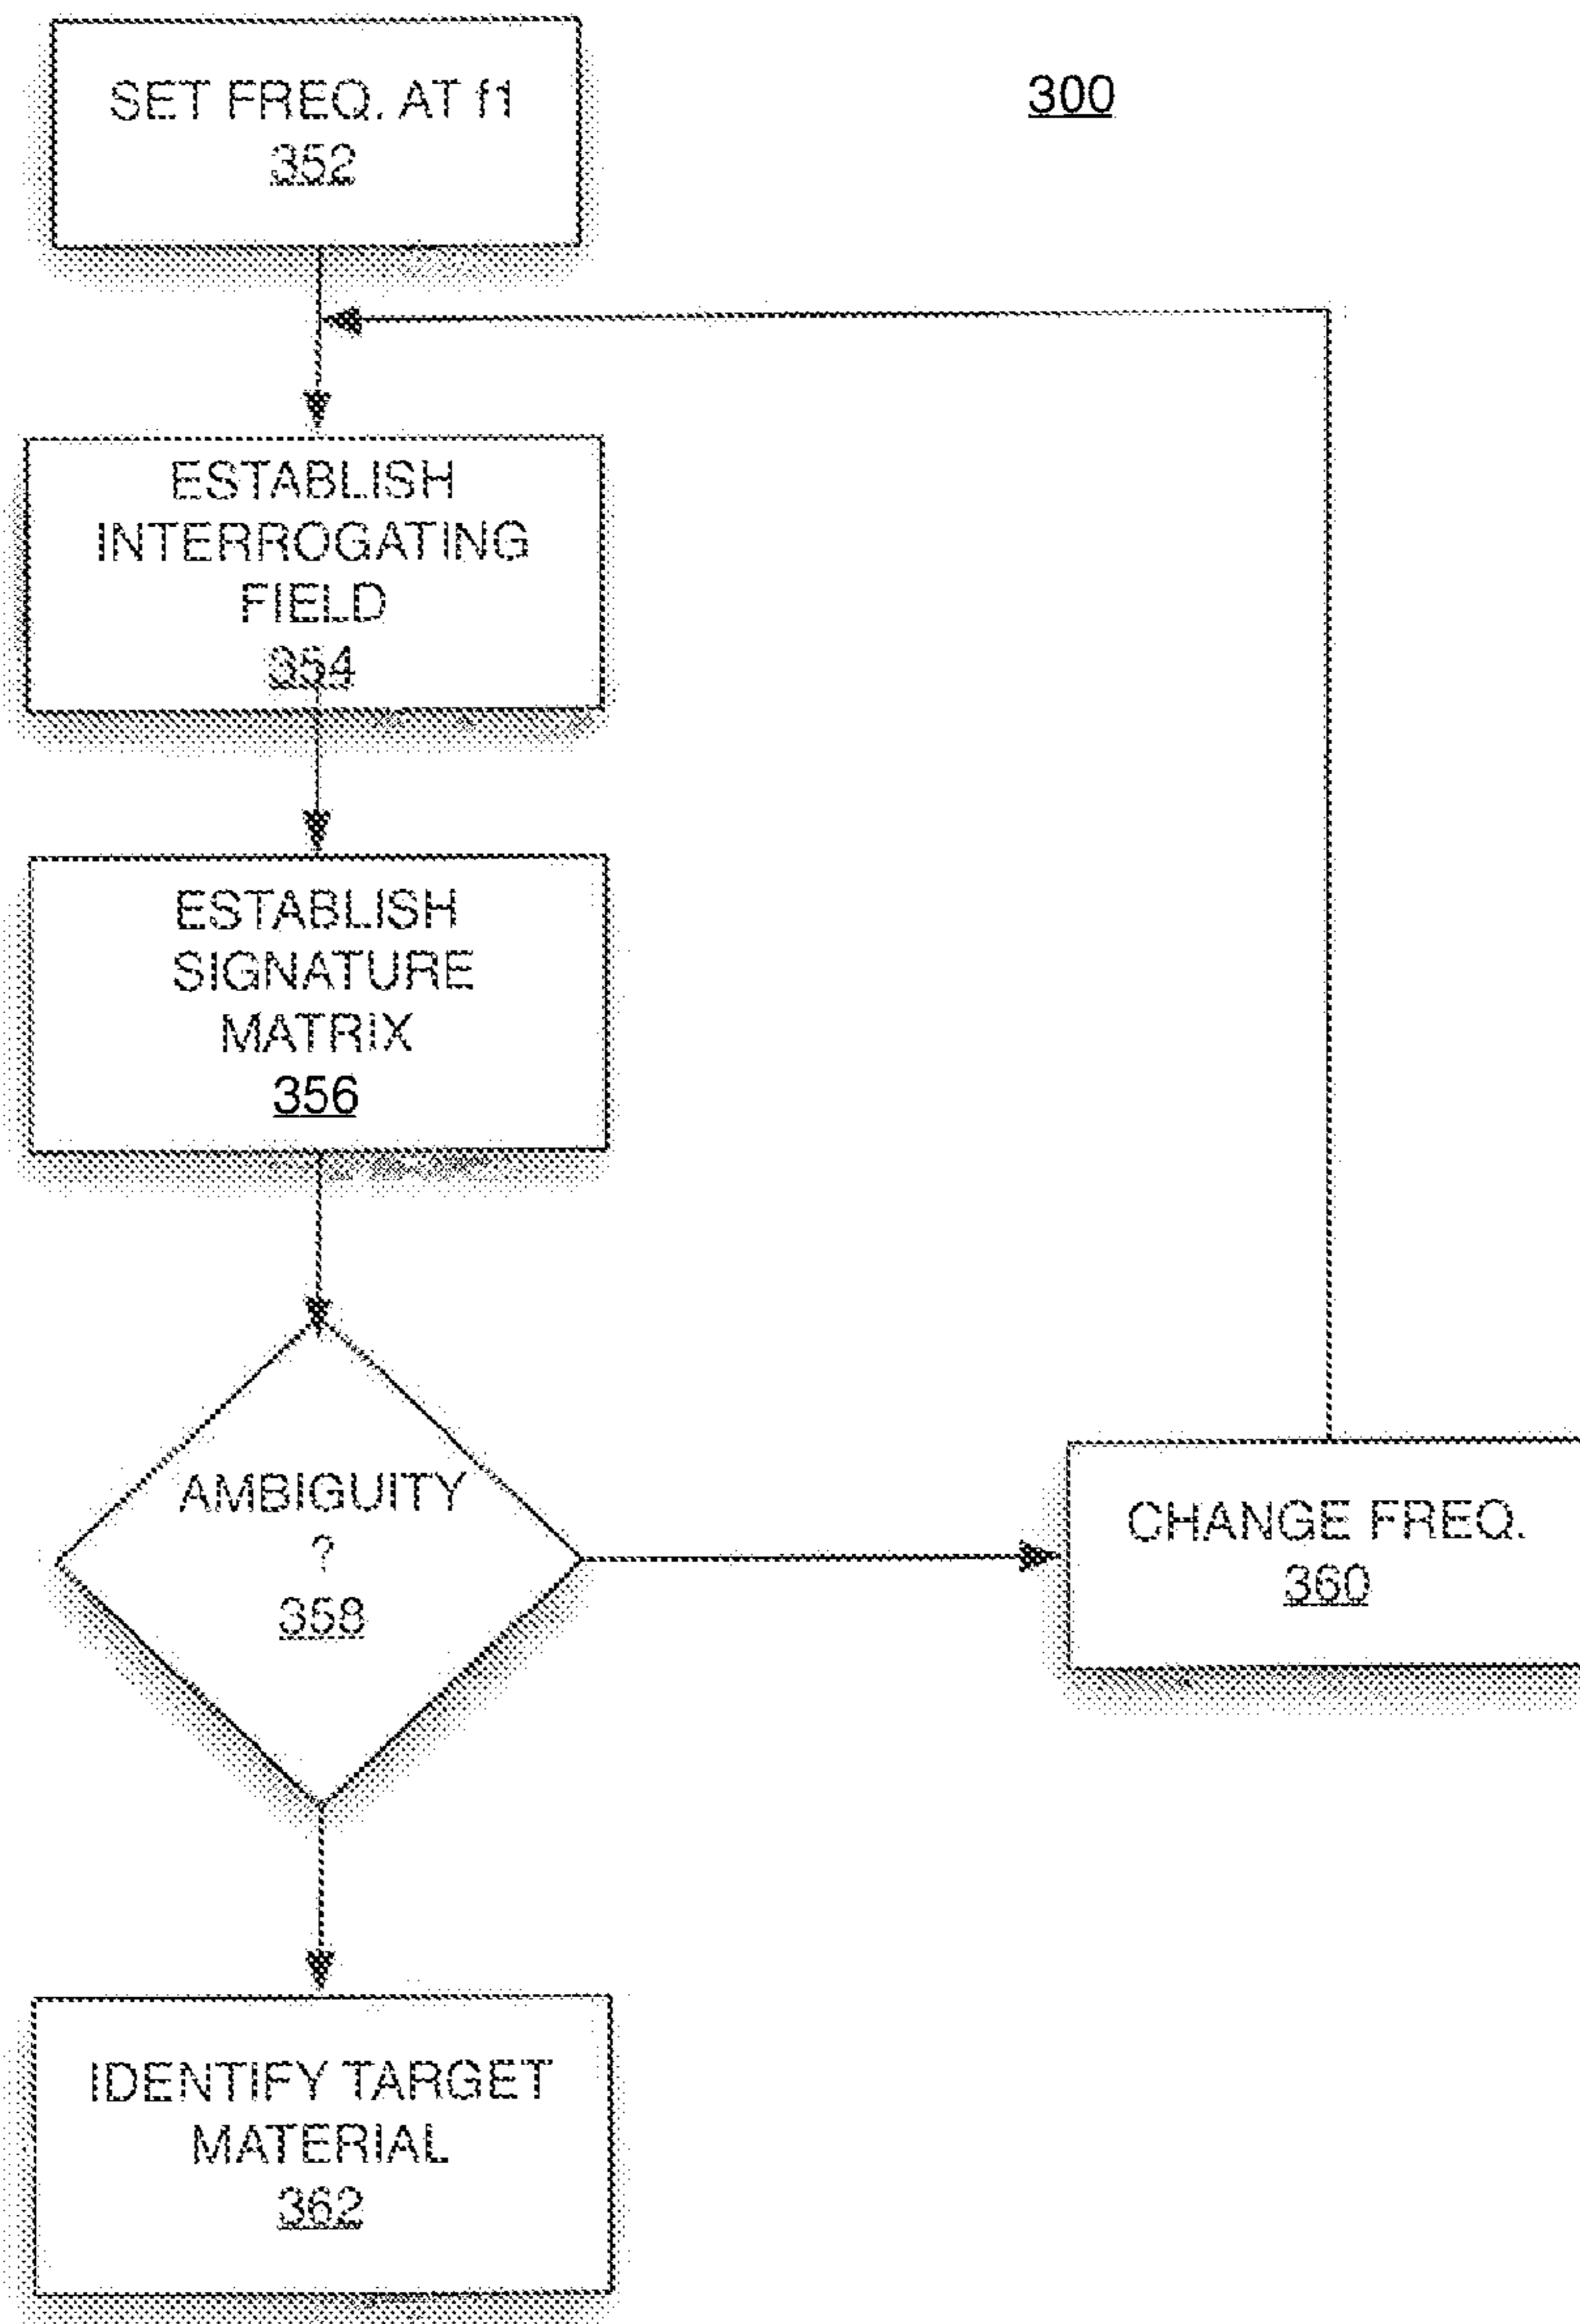 300
SET FREQ. AT f1
352
ESTABLISH
INTERROGATING
FIELD
354
ESTABLISH
SIGNATURE
MATRIX
356
AMBIGUITY
?
358
CHANGE FREQ.
360
IDENTIFY TARGET
MATERIAL
362